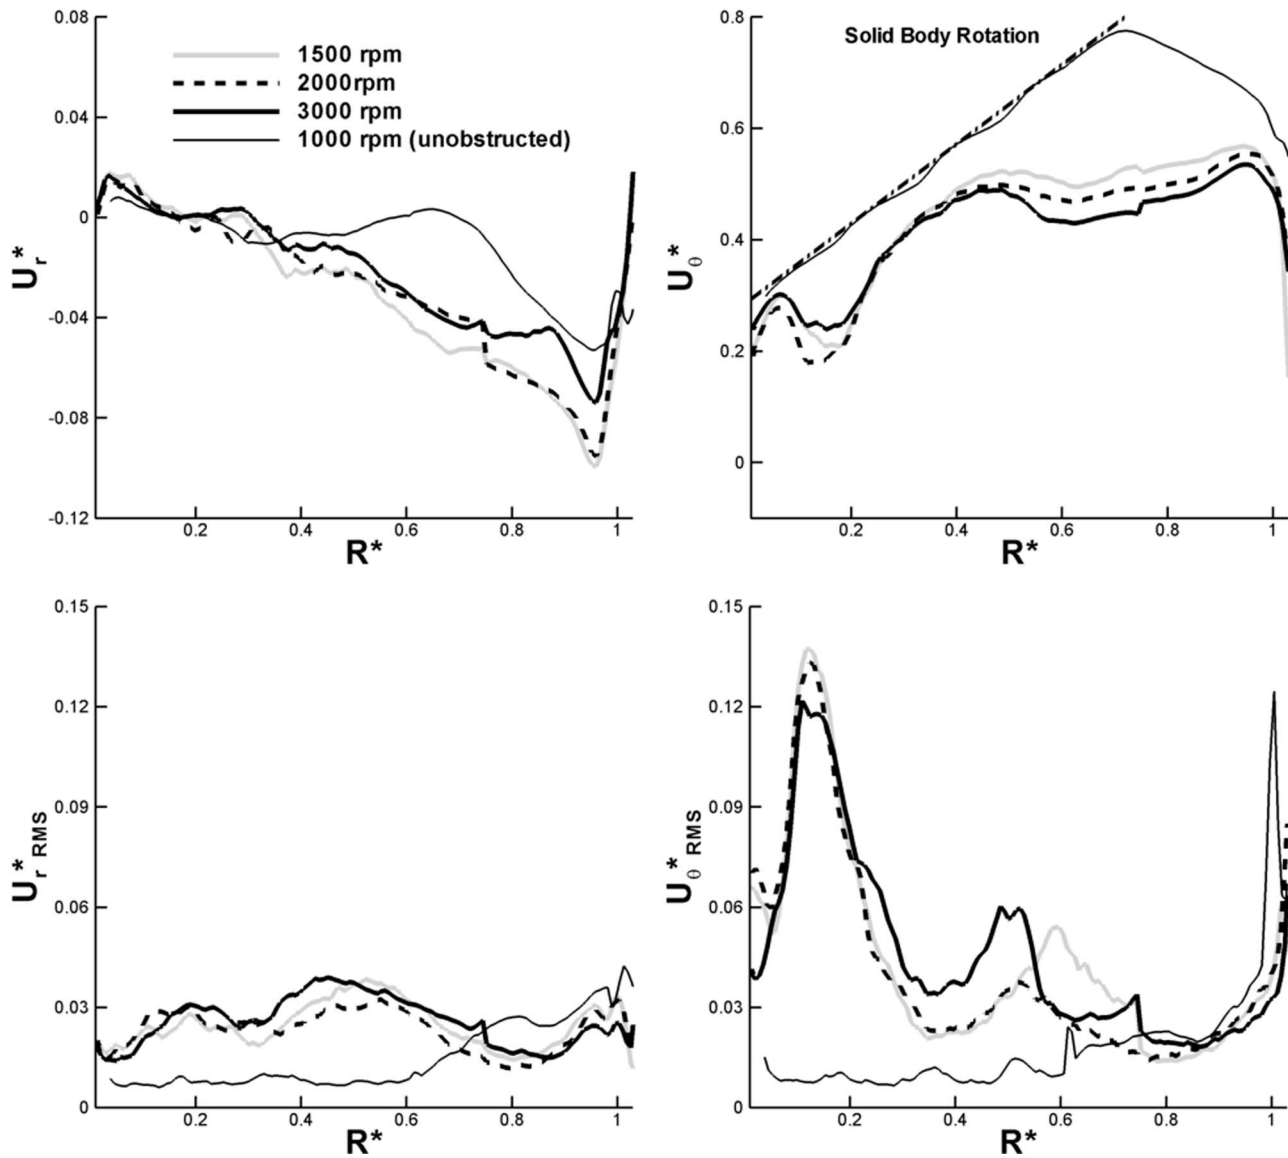 0.08
0.04
0
-0.04
-0.08
-0.12
U_r^*
1500 rpm
2000rpm
3000 rpm
1000 rpm (unobstructed)
0.2 0.4 0.6 0.8 1
R*
0.8
0.6
0.4
0.2
0
U_θ^*
Solid Body Rotation
0.2 0.4 0.6 0.8 1
R*
0.15
0.12
0.09
0.06
0.03
0
U_r^* RMS
0.2 0.4 0.6 0.8 1
R*
0.15
0.12
0.09
0.06
0.03
0
U_θ^* RMS
0.2 0.4 0.6 0.8 1
R*